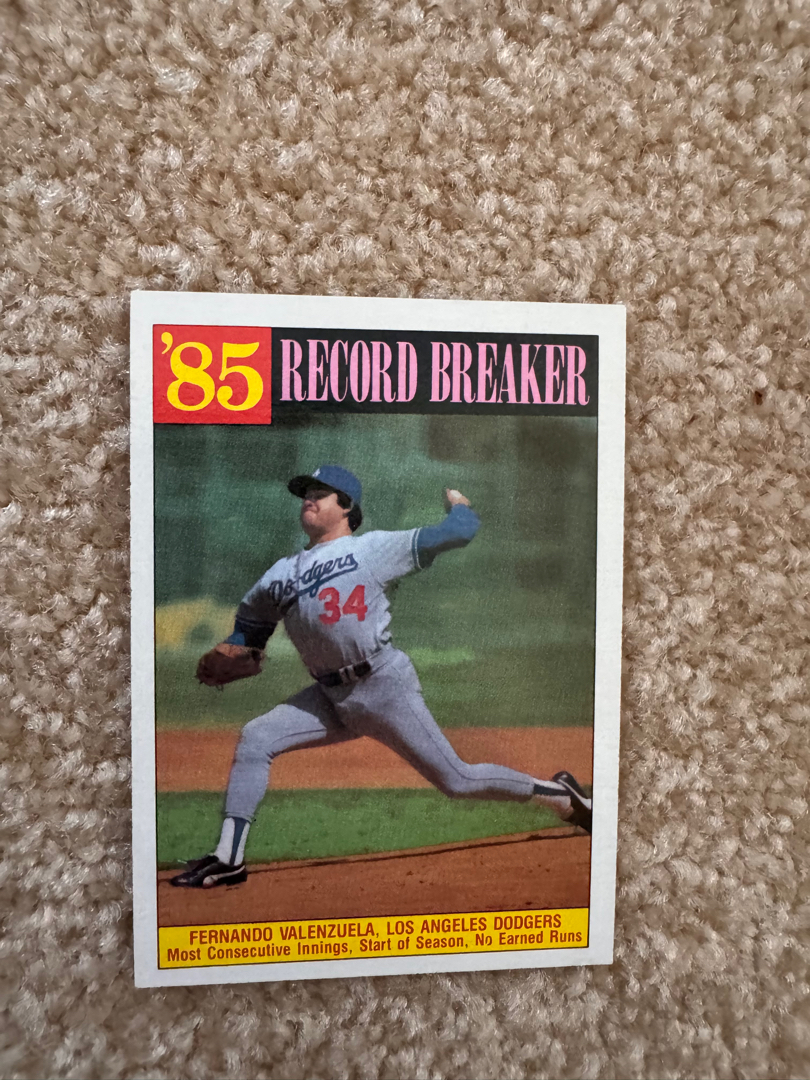 '85 RECORD BREAKER
Dodgers
34
FERNANDO VALENZUELA, LOS ANGELES DODGERS
Most Consecutive Innings, Start of Season, No Earned Runs